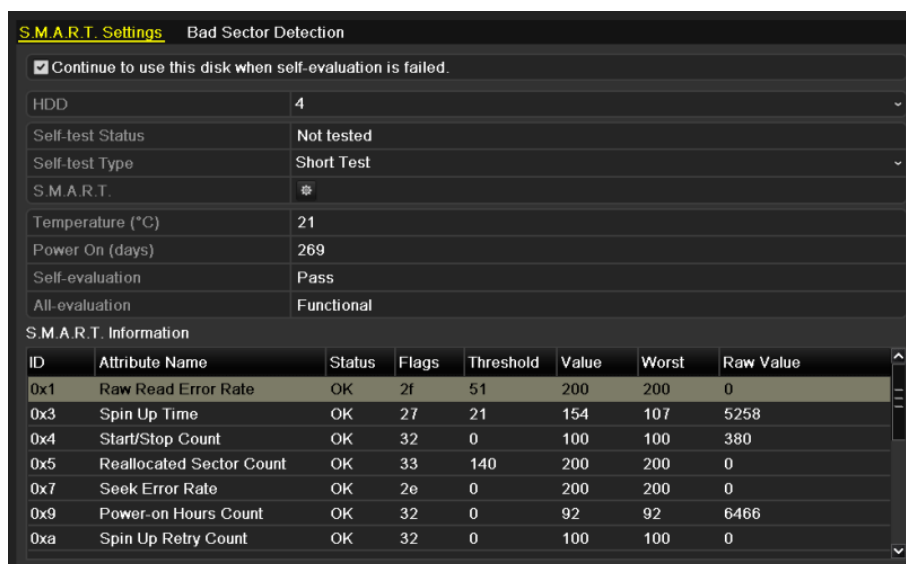 S.M.A.R.T. Settings Bad Sector Detection
Continue to use this disk when self-evaluation is failed.
HDD 4
Self-test Status Not tested
Self-test Type Short Test
S.M.A.R.T.
Temperature (°C) 21
Power On (days) 269
Self-evaluation Pass
All-evaluation Functional
S.M.A.R.T. Information
ID Attribute Name Status Flags Threshold Value Worst Raw Value
0x1 Raw Read Error Rate OK 2f 51 200 200 0
0x3 Spin Up Time OK 27 21 154 107 5258
0x4 Start/Stop Count OK 32 0 100 100 380
0x5 Reallocated Sector Count OK 33 140 200 200 0
0x7 Seek Error Rate OK 2e 0 200 200 0
0x9 Power-on Hours Count OK 32 0 92 92 6466
0xa Spin Up Retry Count OK 32 0 100 100 0